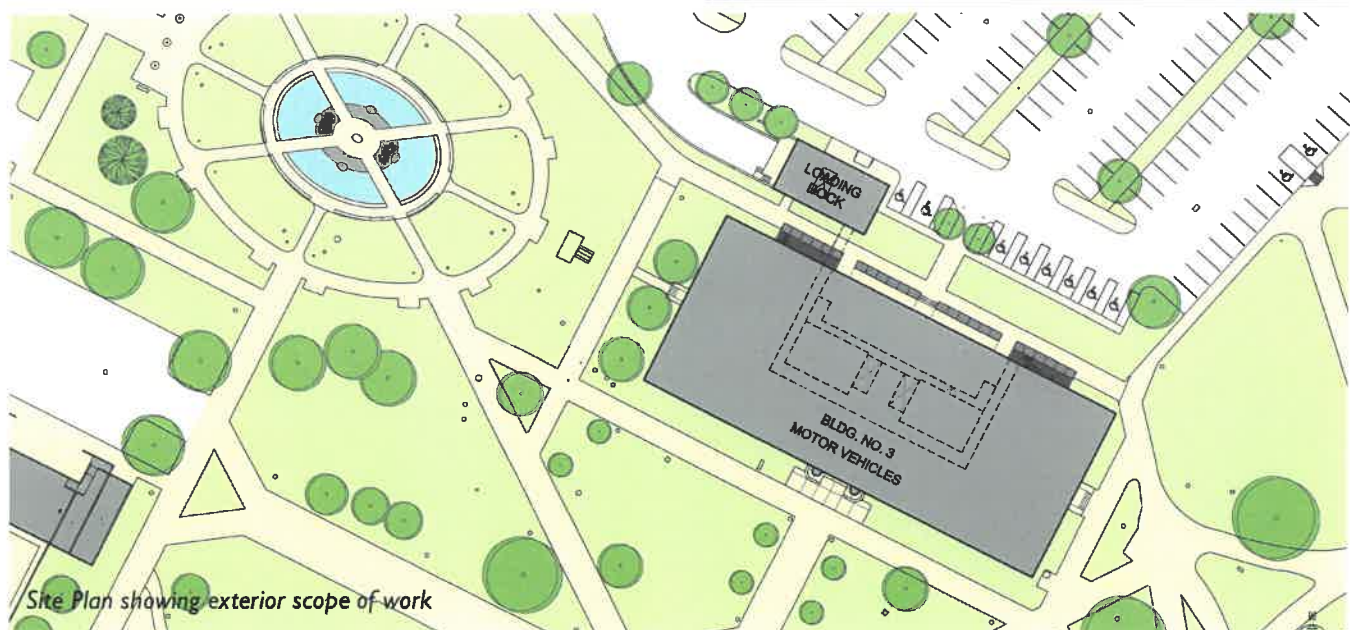 LOADING
DOCK
BLDG. NO. 3
MOTOR VEHICLES
Site Plan showing exterior scope of work